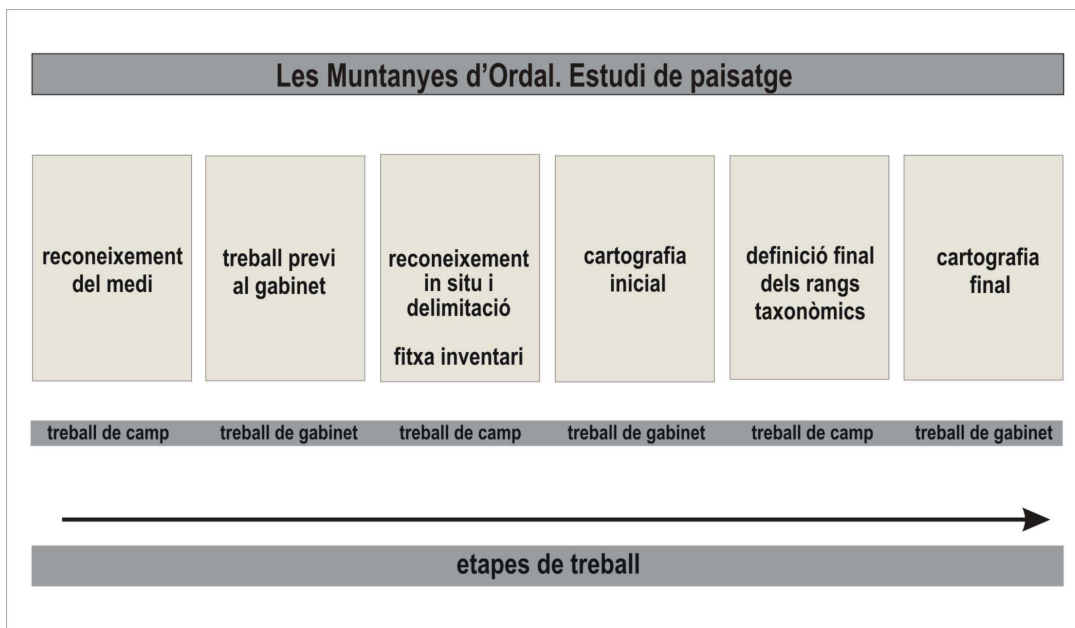 Les Muntanyes d'Ordal. Estudi de paisatge
reconeixement
del medi
treball previ
al gabinet
reconeixement
in situ i
delimitació
fitxa inventari
cartografia
inicial
definició final
dels rangs
taxonòmics
cartografia
final
treball de camp
treball de gabinet
treball de camp
treball de gabinet
treball de camp
treball de gabinet
etapes de treball